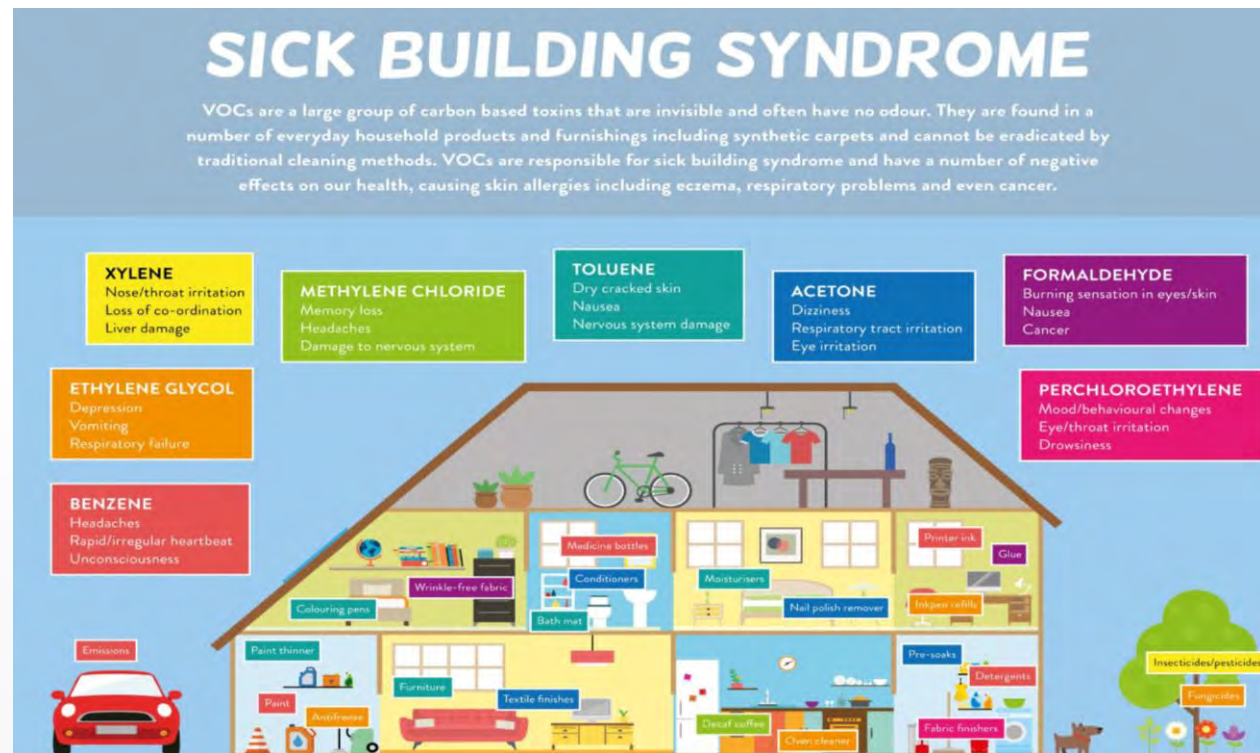 SICK BUILDING SYNDROME
VOCs are a large group of carbon based toxins that are invisible and often have no odour. They are found in a
number of everyday household products and furnishings including synthetic carpets and cannot be eradicated by
traditional cleaning methods. VOCs are responsible for sick building syndrome and have a number of negative
effects on our health, causing skin allergies including eczema, respiratory problems and even cancer.
XYLENE
Nose/throat irritation
Loss of co-ordination
Liver damage
METHYLENE CHLORIDE
Memory loss
Headaches
Damage to nervous system
TOLUENE
Dry cracked skin
Nausea
Nervous system damage
ACETONE
Dizziness
Respiratory tract irritation
Eye irritation
FORMALDEHYDE
Burning sensation in eyes/skin
Nausea
Cancer
ETHYLENE GLYCOL
Depression
Vomiting
Respiratory failure
PERCHLOROETHYLENE
Mood/behavioural changes
Eye/throat irritation
Drowsiness
BENZENE
Headaches
Rapid/irregular heartbeat
Unconsciousness
Medicine bottles
Printer ink
Glue
Wrinkle-free fabric
Conditioners
Moisturisers
Colouring pens
Bath mat
Nail polish remover
Inkpen refills
Emissions
Paint thinner
Pre-soaks
Insecticides/pesticides
Detergents
Furniture
Textile finishes
Fungicides
Paint
Antifreeze
Decaf coffee
Oven cleaner
Fabric finishers